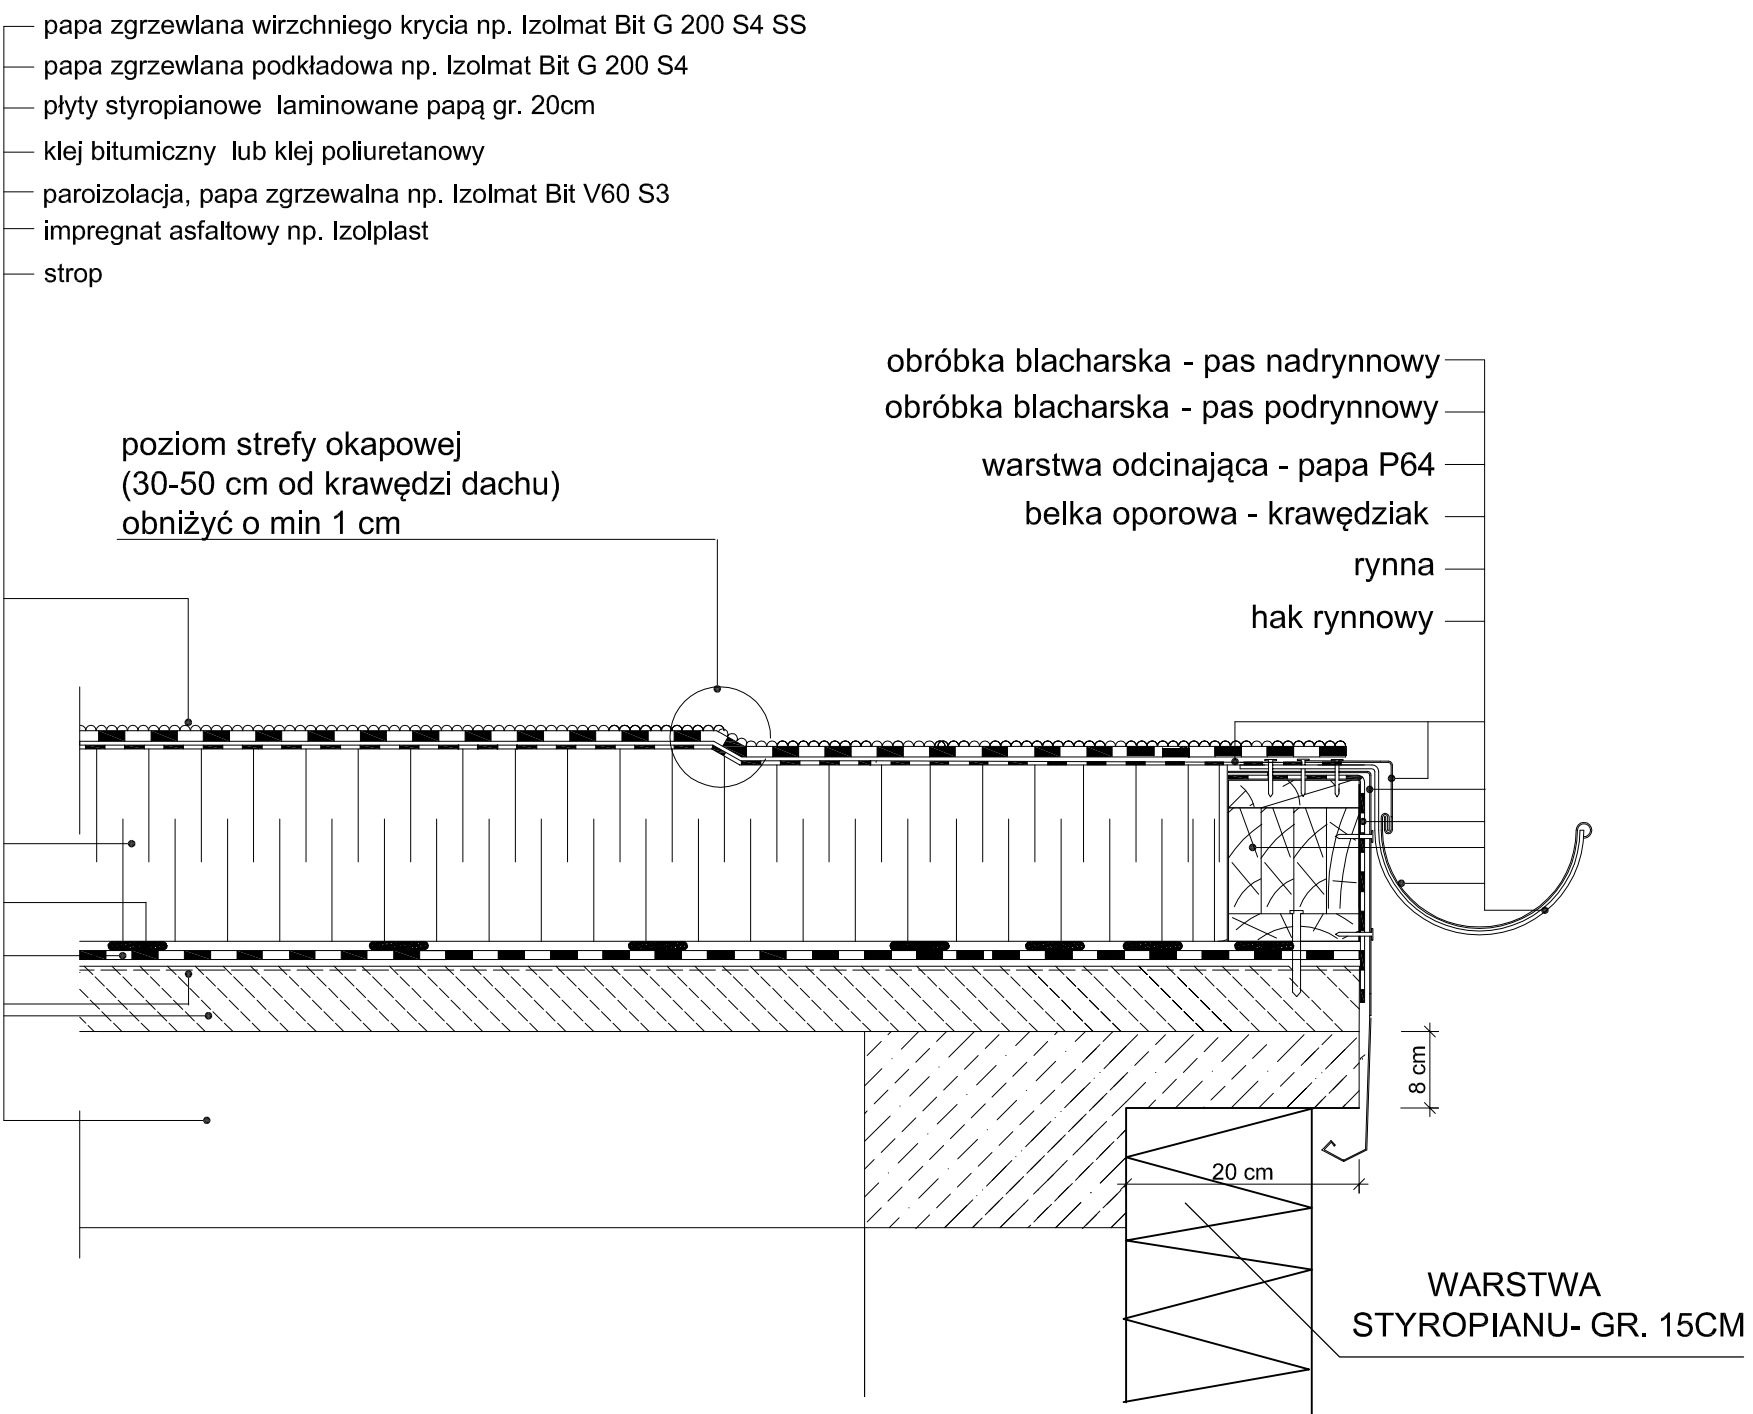 papa zgrzewlana wirzchniego krycia np. Izolmat Bit G 200 S4 SS
papa zgrzewlana podkładowa np. Izolmat Bit G 200 S4
płyty styropianowe laminowane papą gr. 20cm
klej bitumiczny lub klej poliuretanowy
paroizolacja, papa zgrzewalna np. Izolmat Bit V60 S3
impregnat asfaltowy np. Izolplast
strop
obróbka blacharska - pas nadrynnowy
obróbka blacharska - pas podrynnowy
warstwa odcinająca - papa P64
belka oporowa - krawędziak
rynna
hak rynnowy
poziom strefy okapowej
(30-50 cm od krawędzi dachu)
obniżyć o min 1 cm
8 cm
20 cm
WARSTWA
STYROPIANU- GR. 15CM